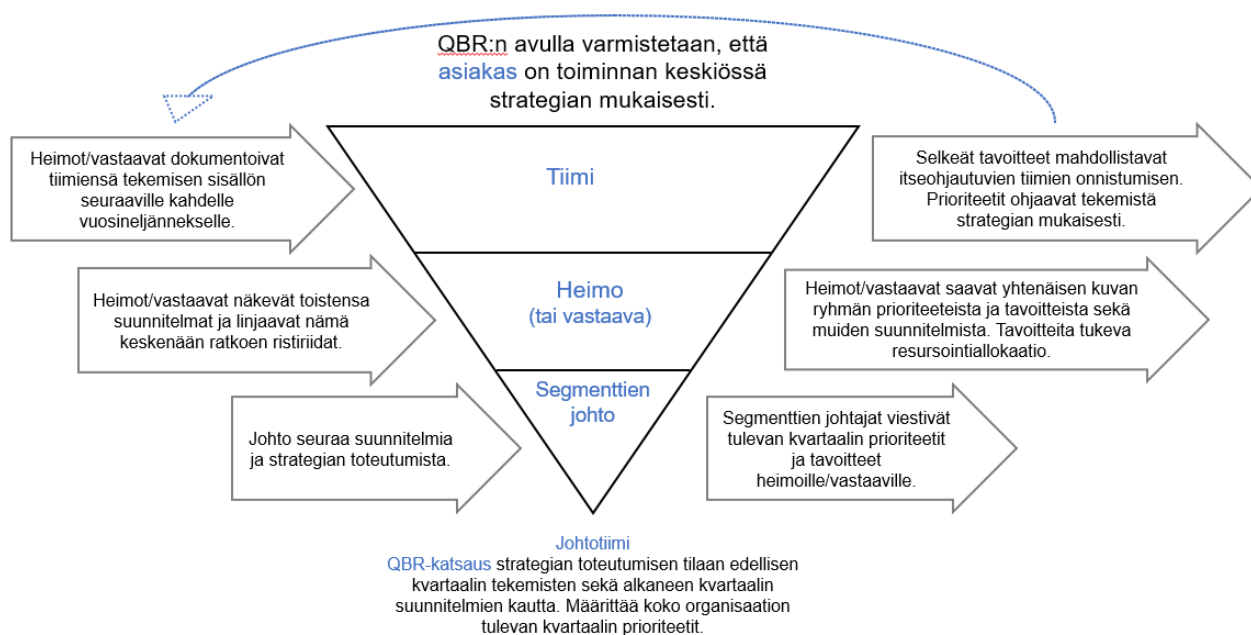 QBR:n avulla varmistetaan, että
asiakas on toiminnan keskiössä
strategian mukaisesti.
Heimot/vastaavat dokumentoivat
tiimiensä tekemisen sisällön
seuraaville kahdelle
vuosineljännekselle.
Tiimi
Selkeät tavoitteet mahdollistavat
itseohjautuvien tiimien onnistumisen.
Prioriteetit ohjaavat tekemistä
strategian mukaisesti.
Heimot/vastaavat näkevät toistensa
suunnitelmat ja linjaavat nämä
keskenään ratkoen ristiriidat.
Heimo
(tai vastaava)
Heimot/vastaavat saavat yhtenäisen kuvan
ryhmän prioriteeteista ja tavoitteista sekä
muiden suunnitelmista. Tavoitteita tukeva
resursointiallokaatio.
Johto seuraa suunnitelmia
ja strategian toteutumista.
Segmenttien
johto
Segmenttien johtajat viestivät
tulevan kvartaalin prioriteetit
ja tavoitteet
heimoille/vastaaville.
Johtotiimi
QBR-katsaus strategian toteutumisen tilaan edellisen
kvartaalin tekemisten sekä alkaneen kvartaalin
suunnitelmien kautta. Määrittää koko organisaation
tulevan kvartaalin prioriteetit.